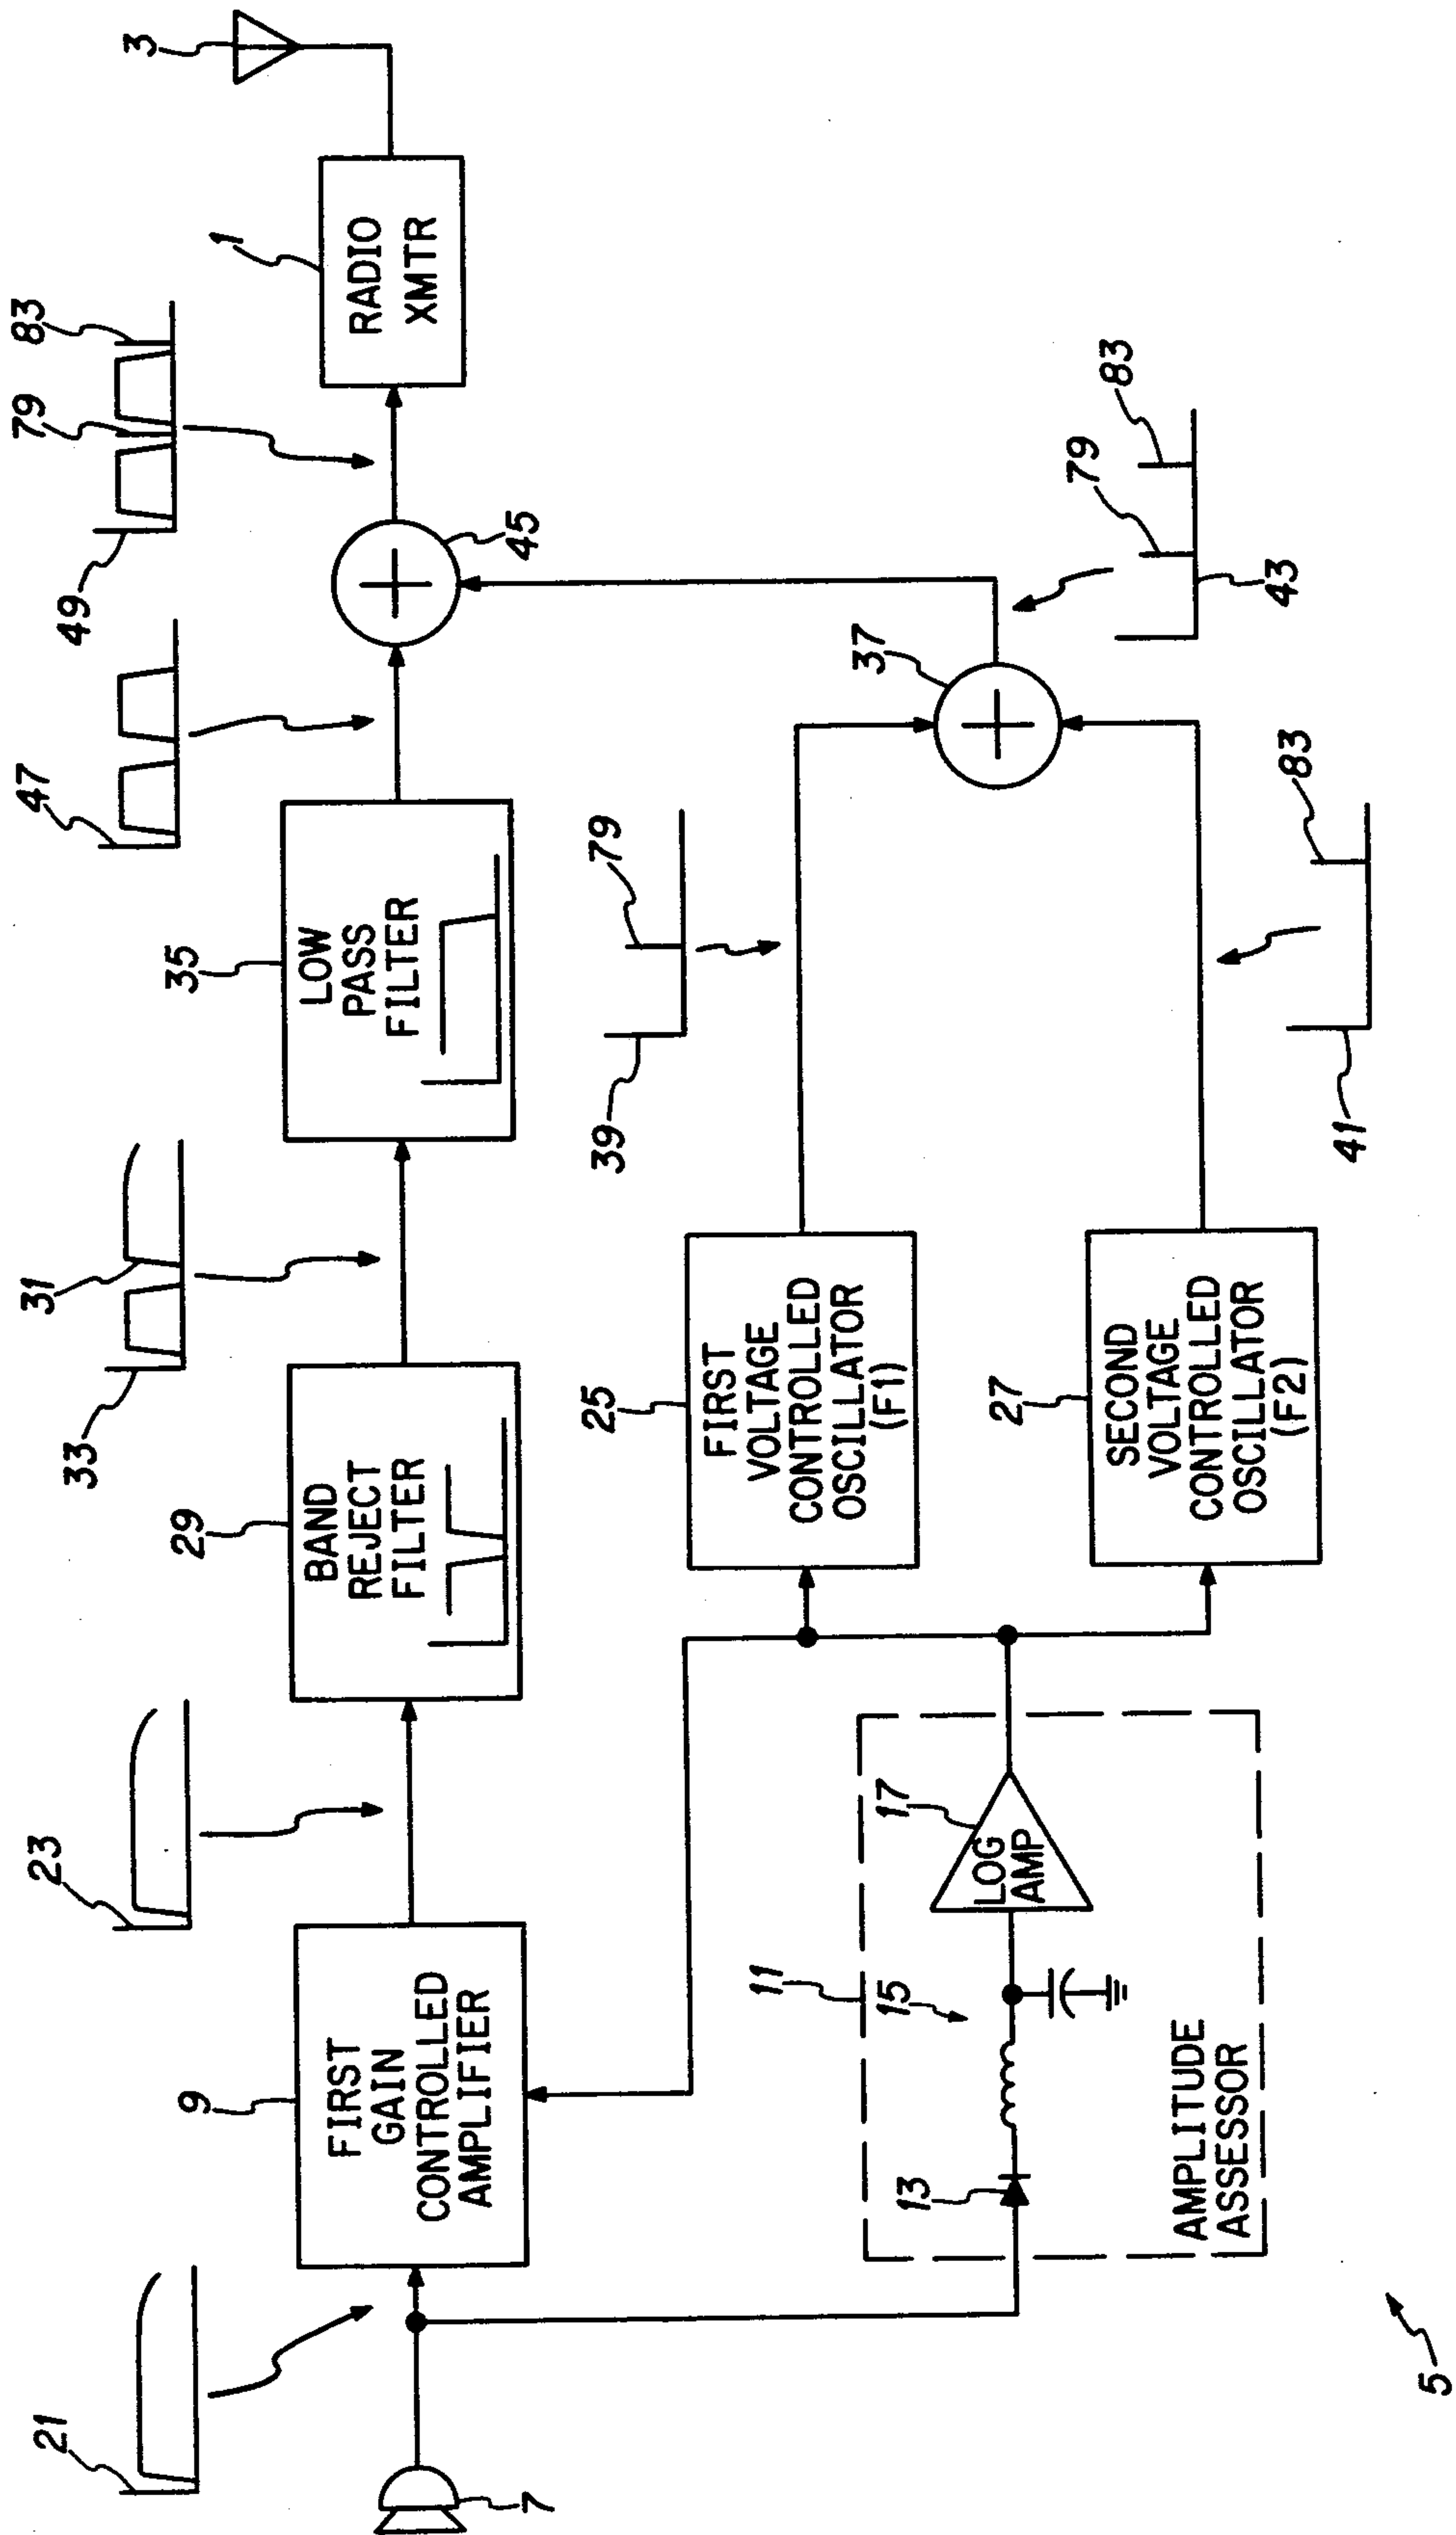 3
83
79
49
1
RADIO
XMTR
45
47
35
LOW
PASS
FILTER
31
33
29
BAND
REJECT
FILTER
23
9
FIRST
GAIN
CONTROLLED
AMPLIFIER
21
7
83
79
43
37
79
39
83
41
25
FIRST
VOLTAGE
CONTROLLED
OSCILLATOR
(F1)
27
SECOND
VOLTAGE
CONTROLLED
OSCILLATOR
(F2)
17
LOG
AMP
11
15
13
AMPLITUDE
ASSESSOR
5